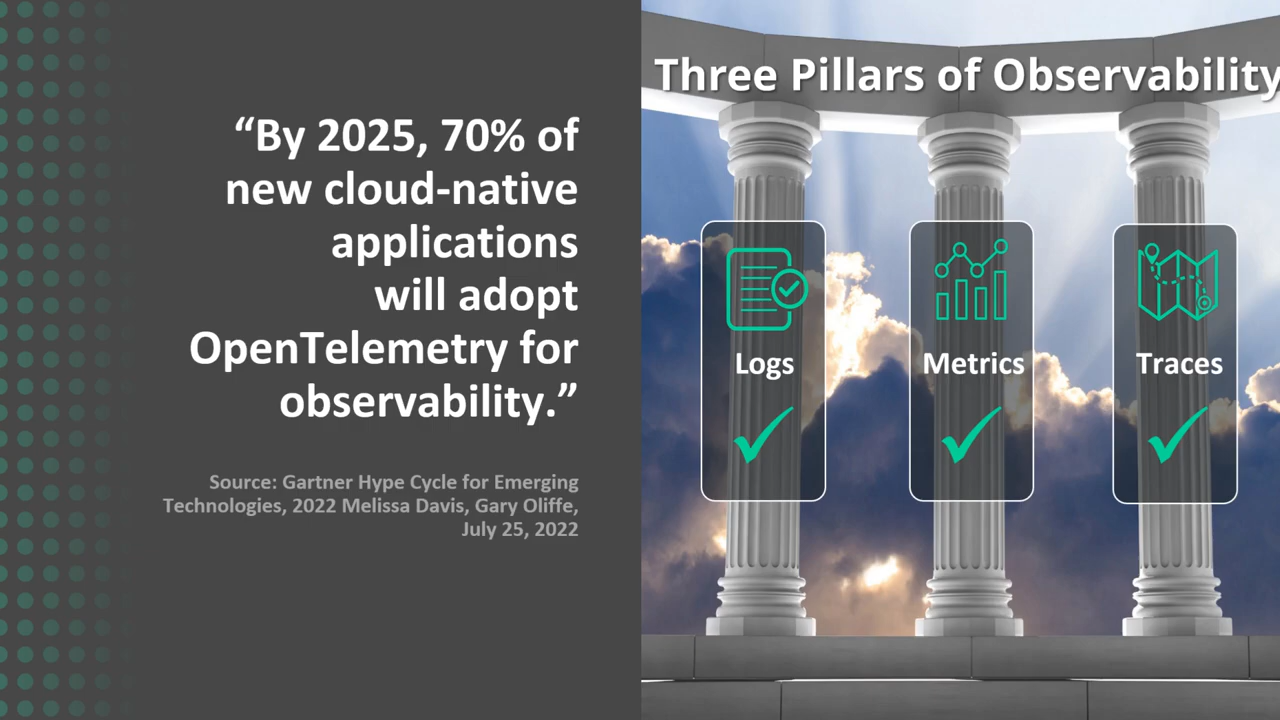 “By 2025, 70% of
new cloud-native
applications
will adopt
OpenTelemetry for
observability.”
Source: Gartner Hype Cycle for Emerging
Technologies, 2022 Melissa Davis, Gary Oliffe,
July 25, 2022
Three Pillars of Observability
Logs
Metrics
Traces